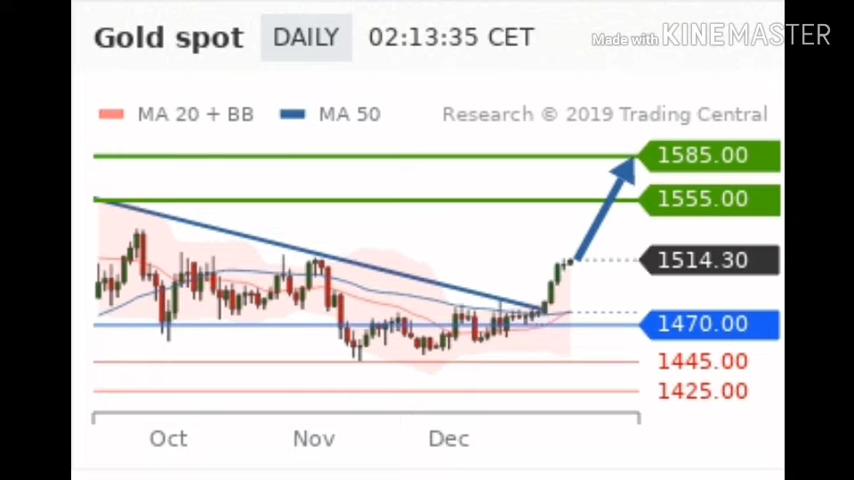 Gold spot DAILY 02:13:35 CET
Made with KINEMASTER
MA 20 + BB MA 50 Research © 2019 Trading Central
1585.00
1555.00
1514.30
1470.00
1445.00
1425.00
Oct Nov Dec